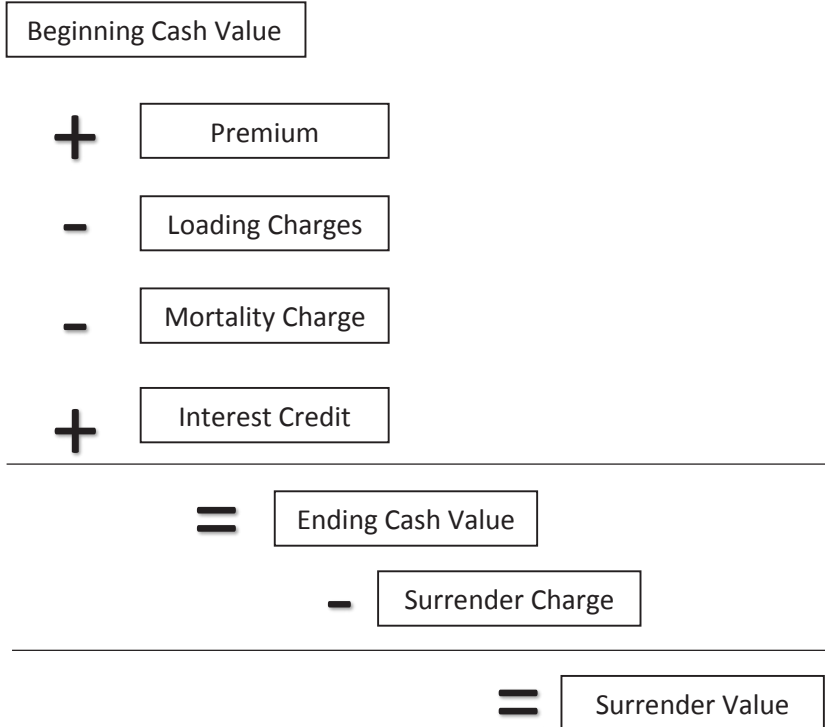 Beginning Cash Value
+ Premium
- Loading Charges
- Mortality Charge
+ Interest Credit
= Ending Cash Value
- Surrender Charge
= Surrender Value